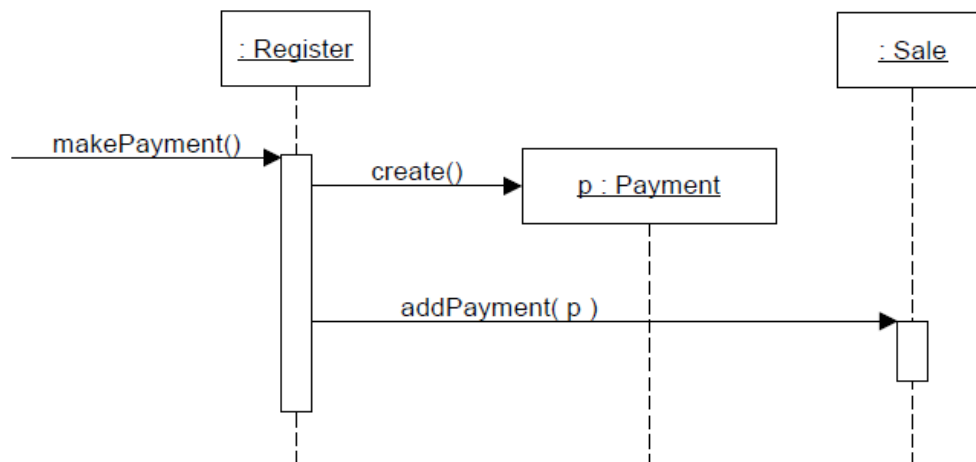 : Register
: Sale
makePayment()
create()
p : Payment
addPayment( p )